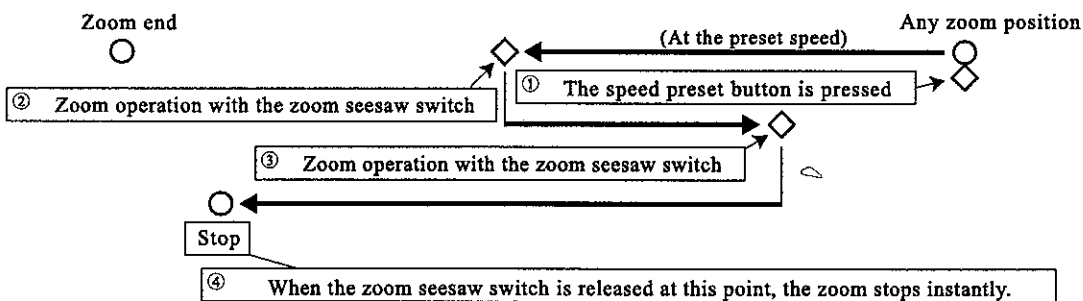 Zoom end
Any zoom position
(At the preset speed)
① The speed preset button is pressed
② Zoom operation with the zoom seesaw switch
③ Zoom operation with the zoom seesaw switch
Stop
④ When the zoom seesaw switch is released at this point, the zoom stops instantly.